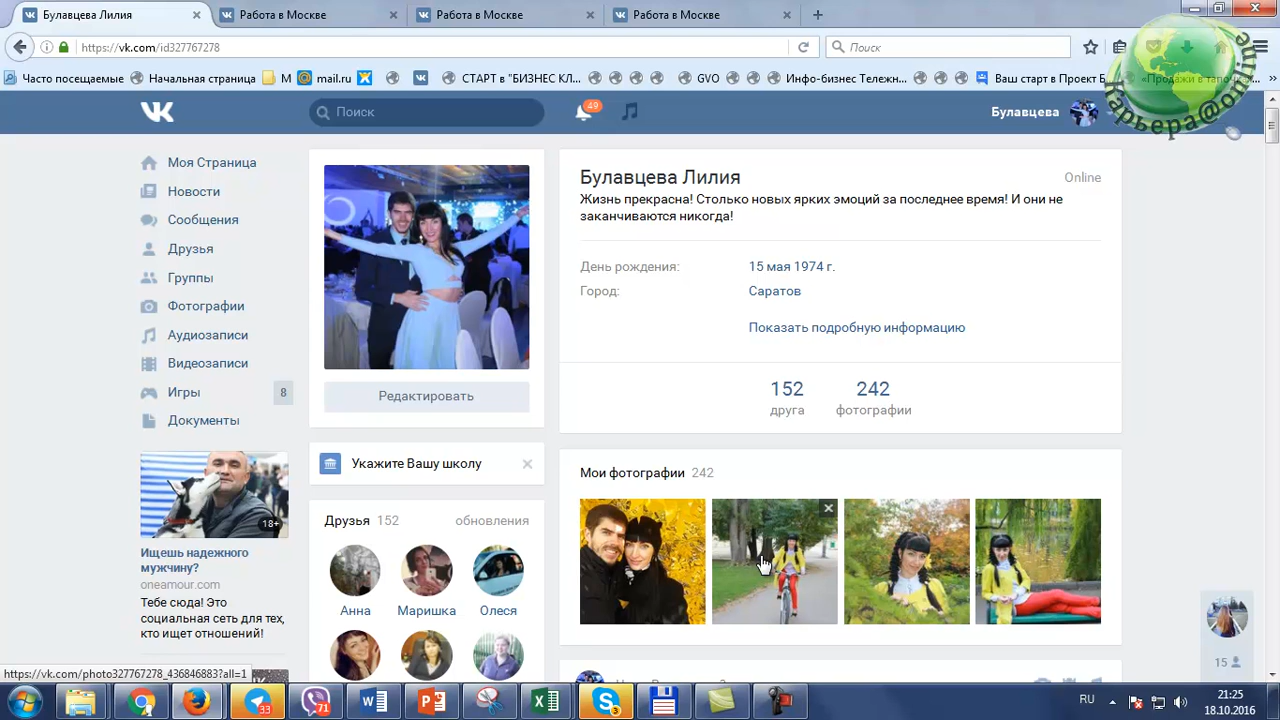 Булавцева Лилия
Работа в Москве
Работа в Москве
Работа в Москве
https://vk.com/id327767278
Поиск
Часто посещаемые
Начальная страница
М
mail.ru
СТАРТ в "БИЗНЕС КЛ...
GVO
Инфо-бизнес Тележн...
Ваш старт в Проект Б
«Продажи в тапочка...
Карьера@online
Поиск
49
Булавцева
Моя Страница
Новости
Сообщения
Друзья
Группы
Фотографии
Аудиозаписи
Видеозаписи
Игры 8
Документы
18+
Ищешь надежного
мужчину?
oneamour.com
Тебе сюда! Это
социальная сеть для тех,
кто ищет отношений!
Редактировать
Укажите Вашу школу
Друзья 152 обновления
Анна Маришка Олеся
Булавцева Лилия
Online
Жизнь прекрасна! Столько новых ярких эмоций за последнее время! И они не
заканчиваются никогда!
День рождения: 15 мая 1974 г.
Город: Саратов
Показать подробную информацию
152 242
друга фотографии
Мои фотографии 242
15
https://vk.com/photo327767278_436846883?all=1
33
71
3
RU
21:25
18.10.2016